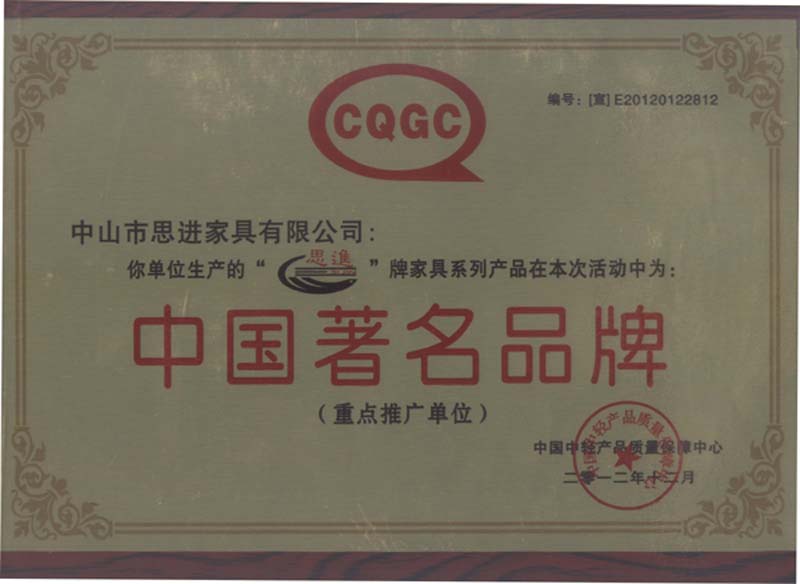 CQGC
编号：[宣] E20120122812
中山市思进家具有限公司：
你单位生产的“思進”牌家具系列产品在本次活动中为：
中国著名品牌
（重点推广单位）
中国中轻产品质量保障中心
二零一二年十二月